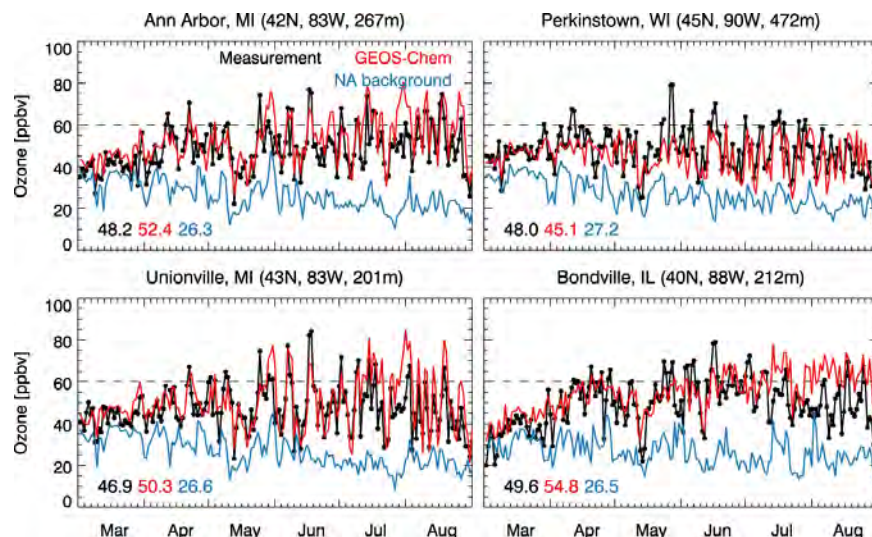 Ann Arbor, MI (42N, 83W, 267m)
Perkinstown, WI (45N, 90W, 472m)
100
80
60
40
20
0
Ozone [ppbv]
Measurement
GEOS-Chem
NA background
48.2 52.4 26.3
48.0 45.1 27.2
Unionville, MI (43N, 83W, 201m)
Bondville, IL (40N, 88W, 212m)
100
80
60
40
20
0
Ozone [ppbv]
46.9 50.3 26.6
49.6 54.8 26.5
Mar Apr May Jun Jul Aug
Mar Apr May Jun Jul Aug